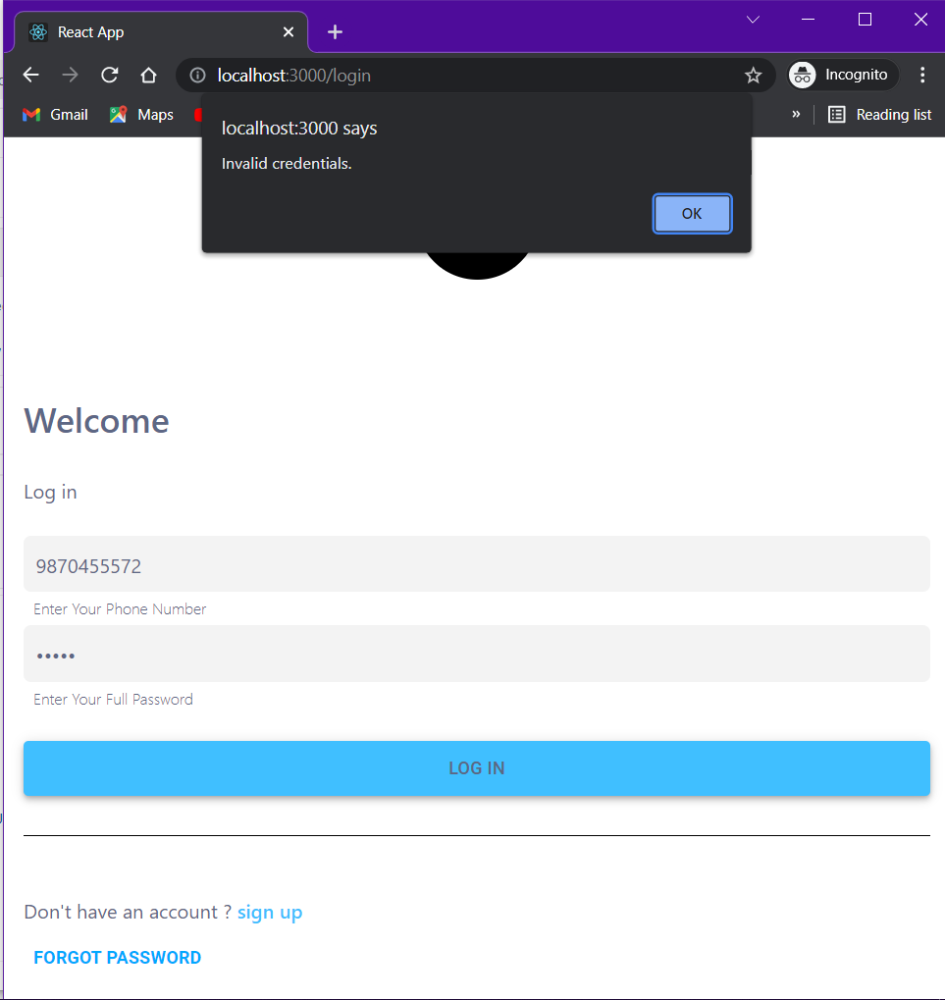 React App
localhost:3000/login
Incognito
Gmail
Maps
»
Reading list
localhost:3000 says
Invalid credentials.
OK
Welcome
Log in
9870455572
Enter Your Phone Number
•••••
Enter Your Full Password
LOG IN
Don't have an account ? sign up
FORGOT PASSWORD